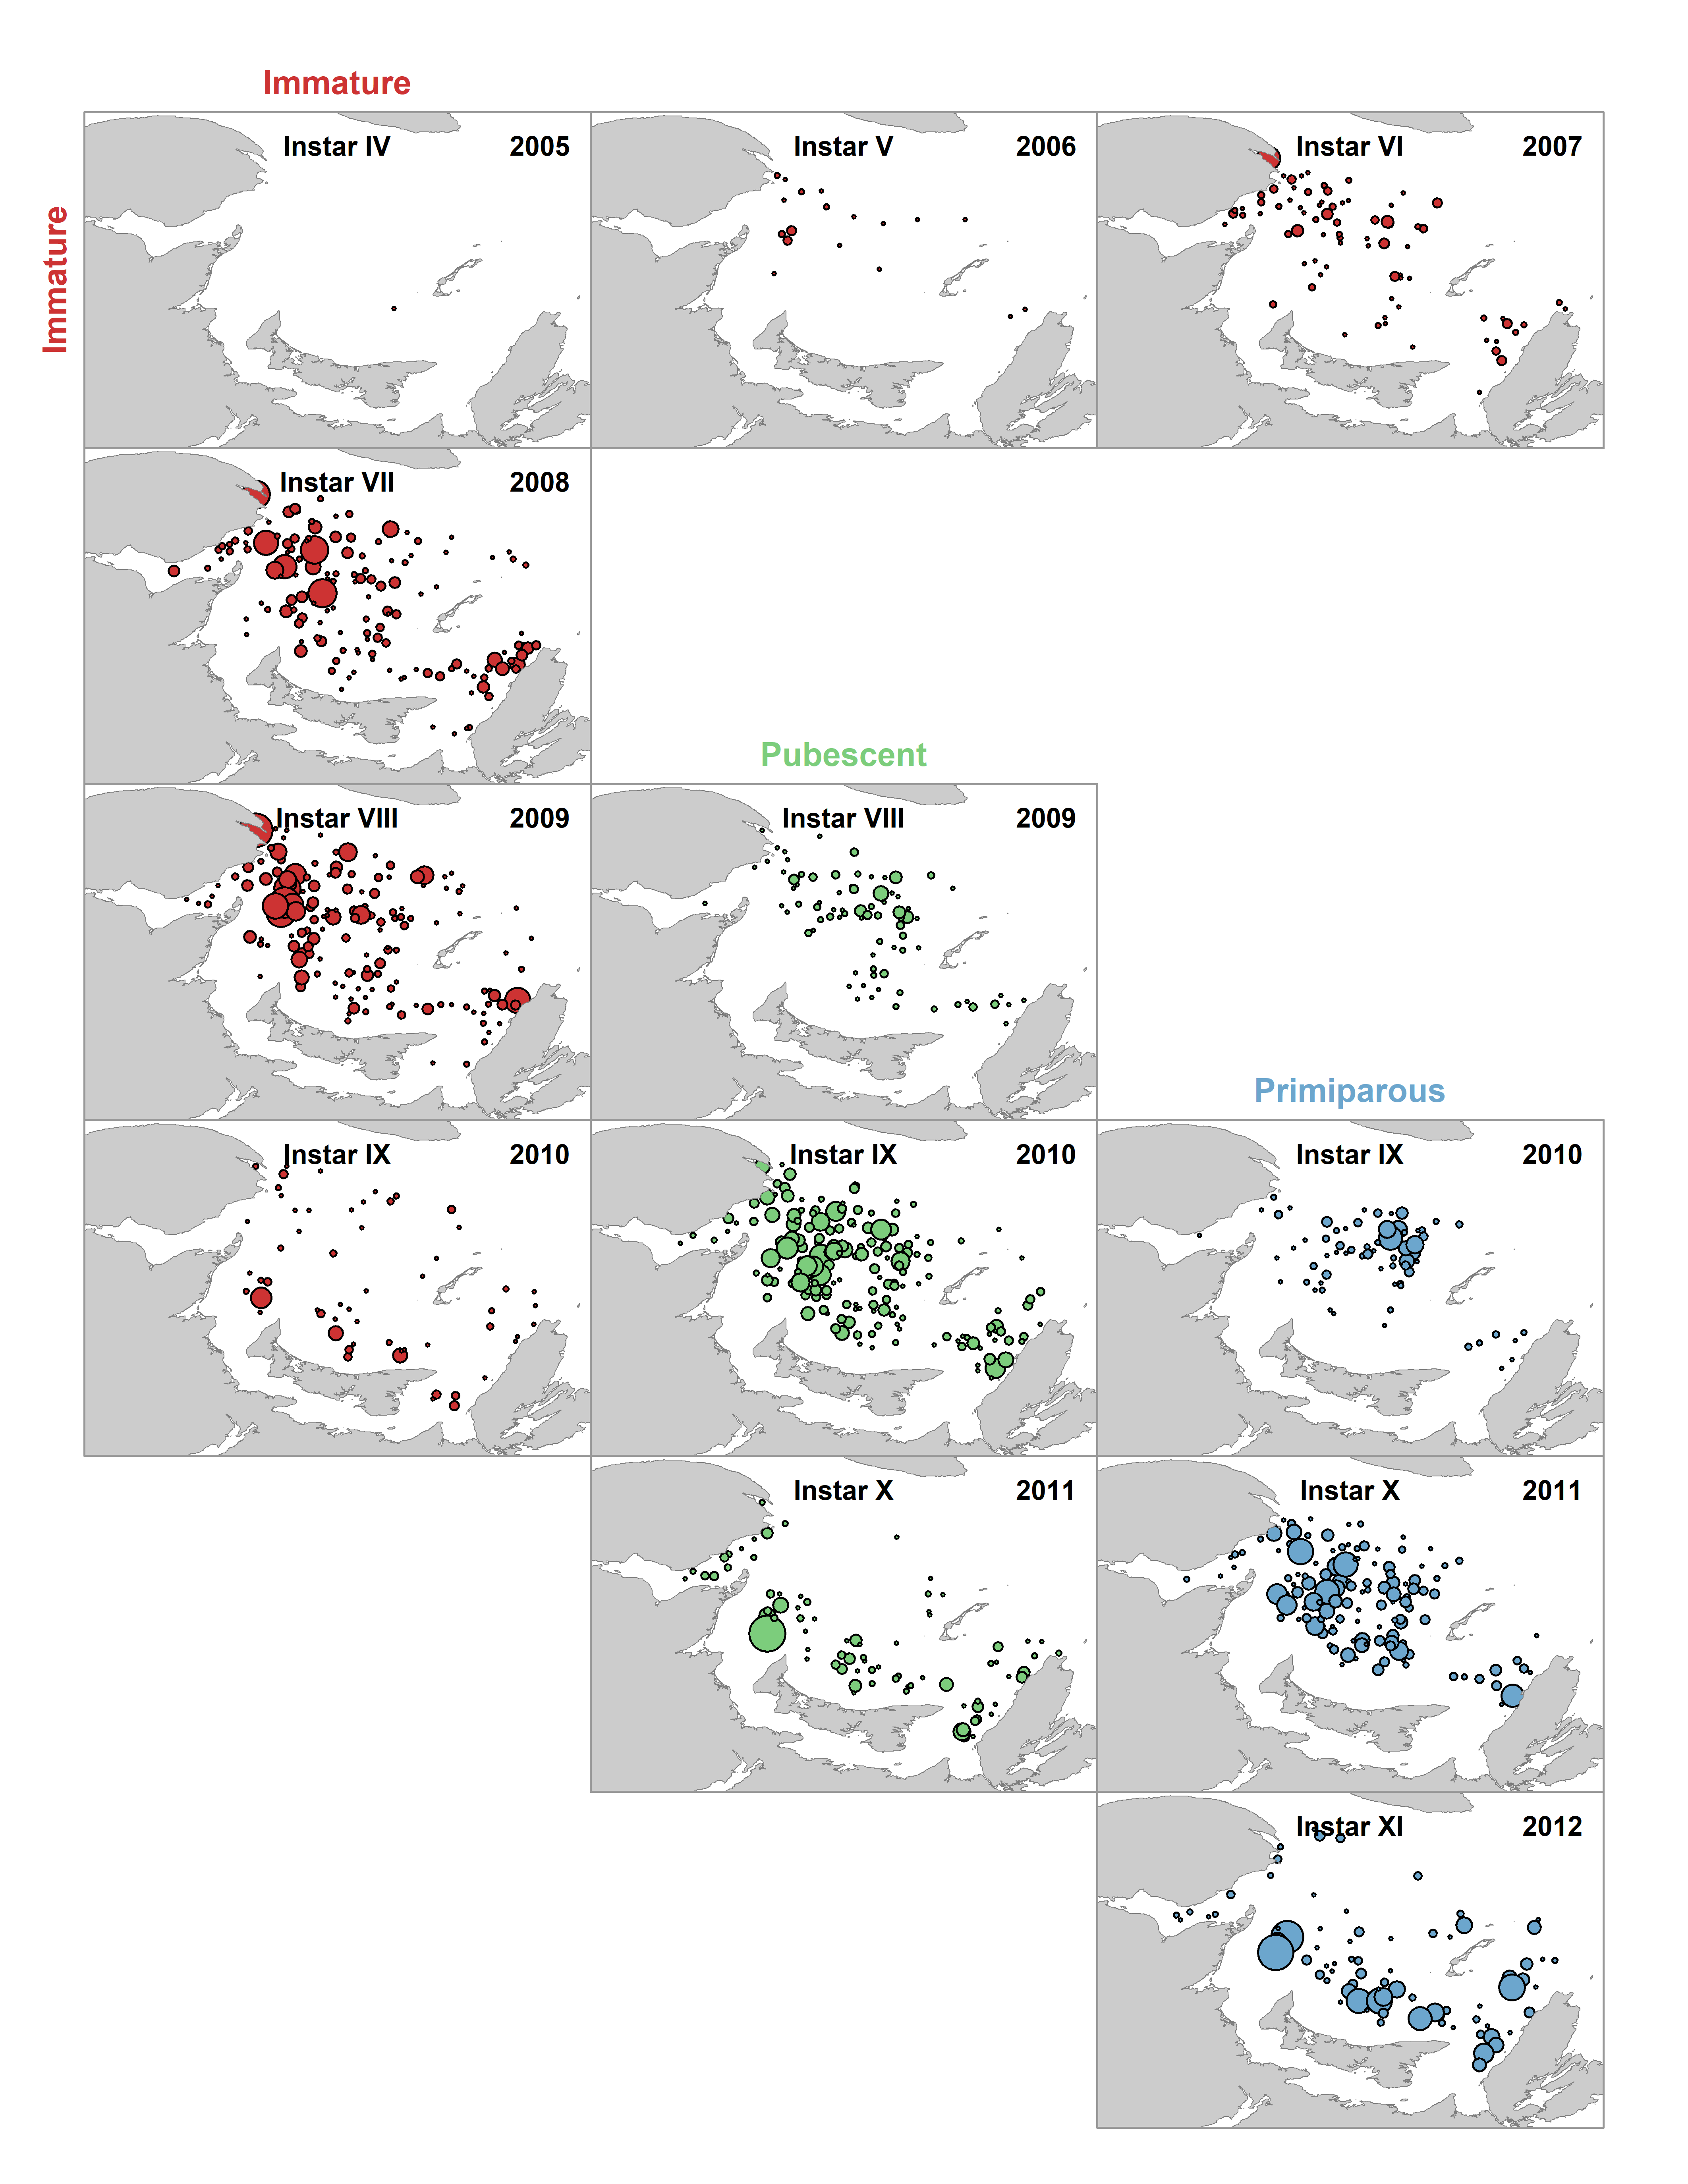 Immature
Immature
Instar IV 2005
Instar V 2006
Instar VI 2007
Instar VII 2008
Pubescent
Instar VIII 2009
Instar VIII 2009
Primiparous
Instar IX 2010
Instar IX 2010
Instar IX 2010
Instar X 2011
Instar X 2011
Instar XI 2012